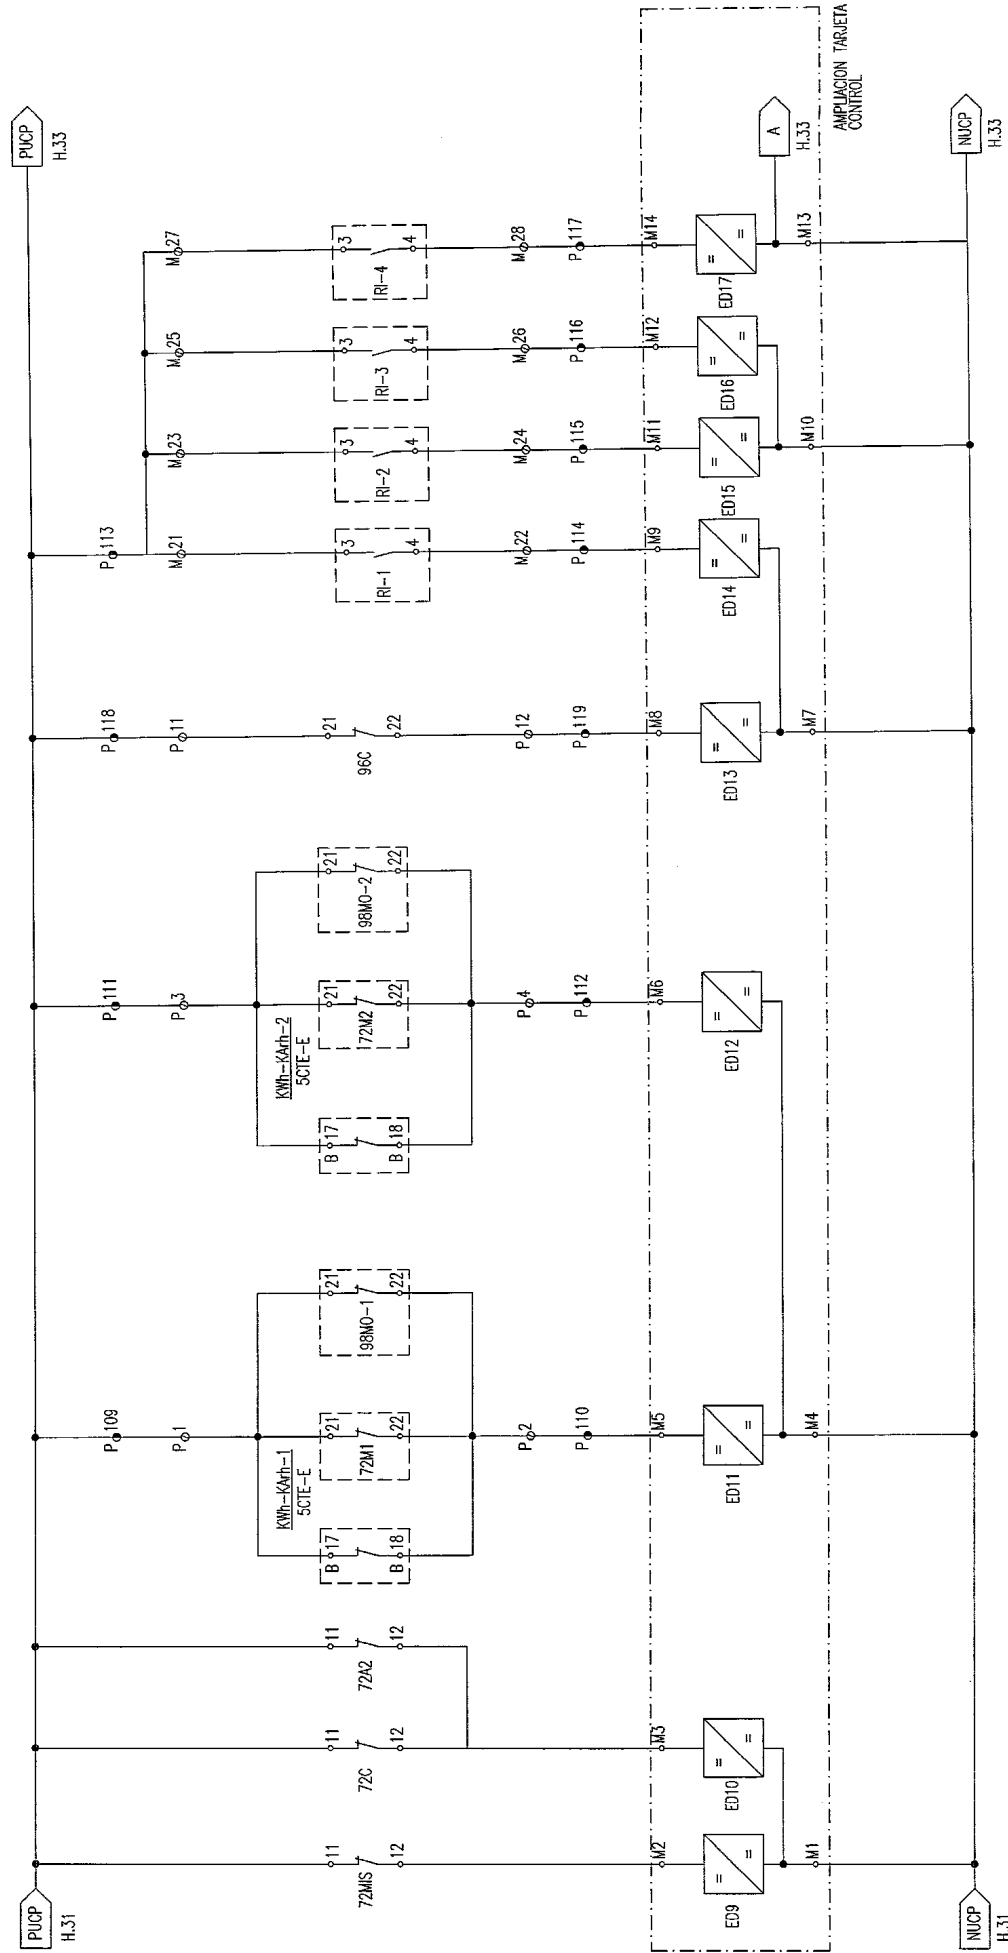 PUCP
H.33
PUCP
H.31
NUCP
H.33
NUCP
H.31
A
H.33
AMPLIACION TARJETA
CONTROL
M 27
3
4
RI-4
M 28
P 117
M14
ED17
M13
M 25
3
4
RI-3
M 26
P 116
M12
ED16
M 23
3
4
RI-2
M 24
P 115
M11
ED15
M10
P 113
M 21
3
4
RI-1
M 22
P 114
M9
ED14
P 118
P 11
21
22
96C
P 12
P 119
M8
ED13
M7
P 111
P 3
21
22
98MO-2
21
22
72M2
KWh-KArh-2
5CTE-E
B 17
B 18
P 4
P 112
M6
ED12
P 109
P 1
21
22
98MO-1
21
22
72M1
KWh-KArh-1
5CTE-E
B 17
B 18
P 2
P 110
M5
ED11
M4
11
12
72A2
11
12
72C
M3
ED10
11
12
72MIS
M2
ED9
M1